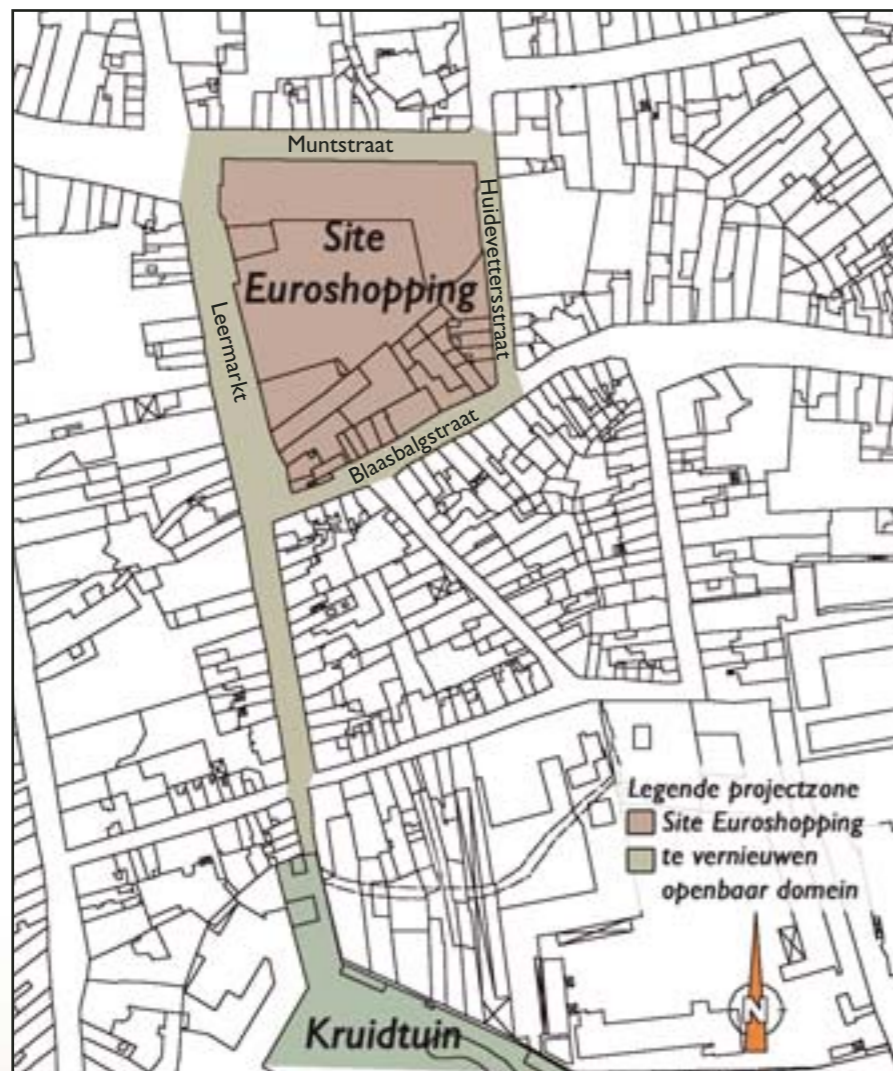 Muntstraat
Huidevettersstraat
Site
Euroshopping
Leermarkt
Blaasbalgstraat
Legende projectzone
Site Euroshopping
te vernieuwen
openbaar domein
N
Kruidtuin